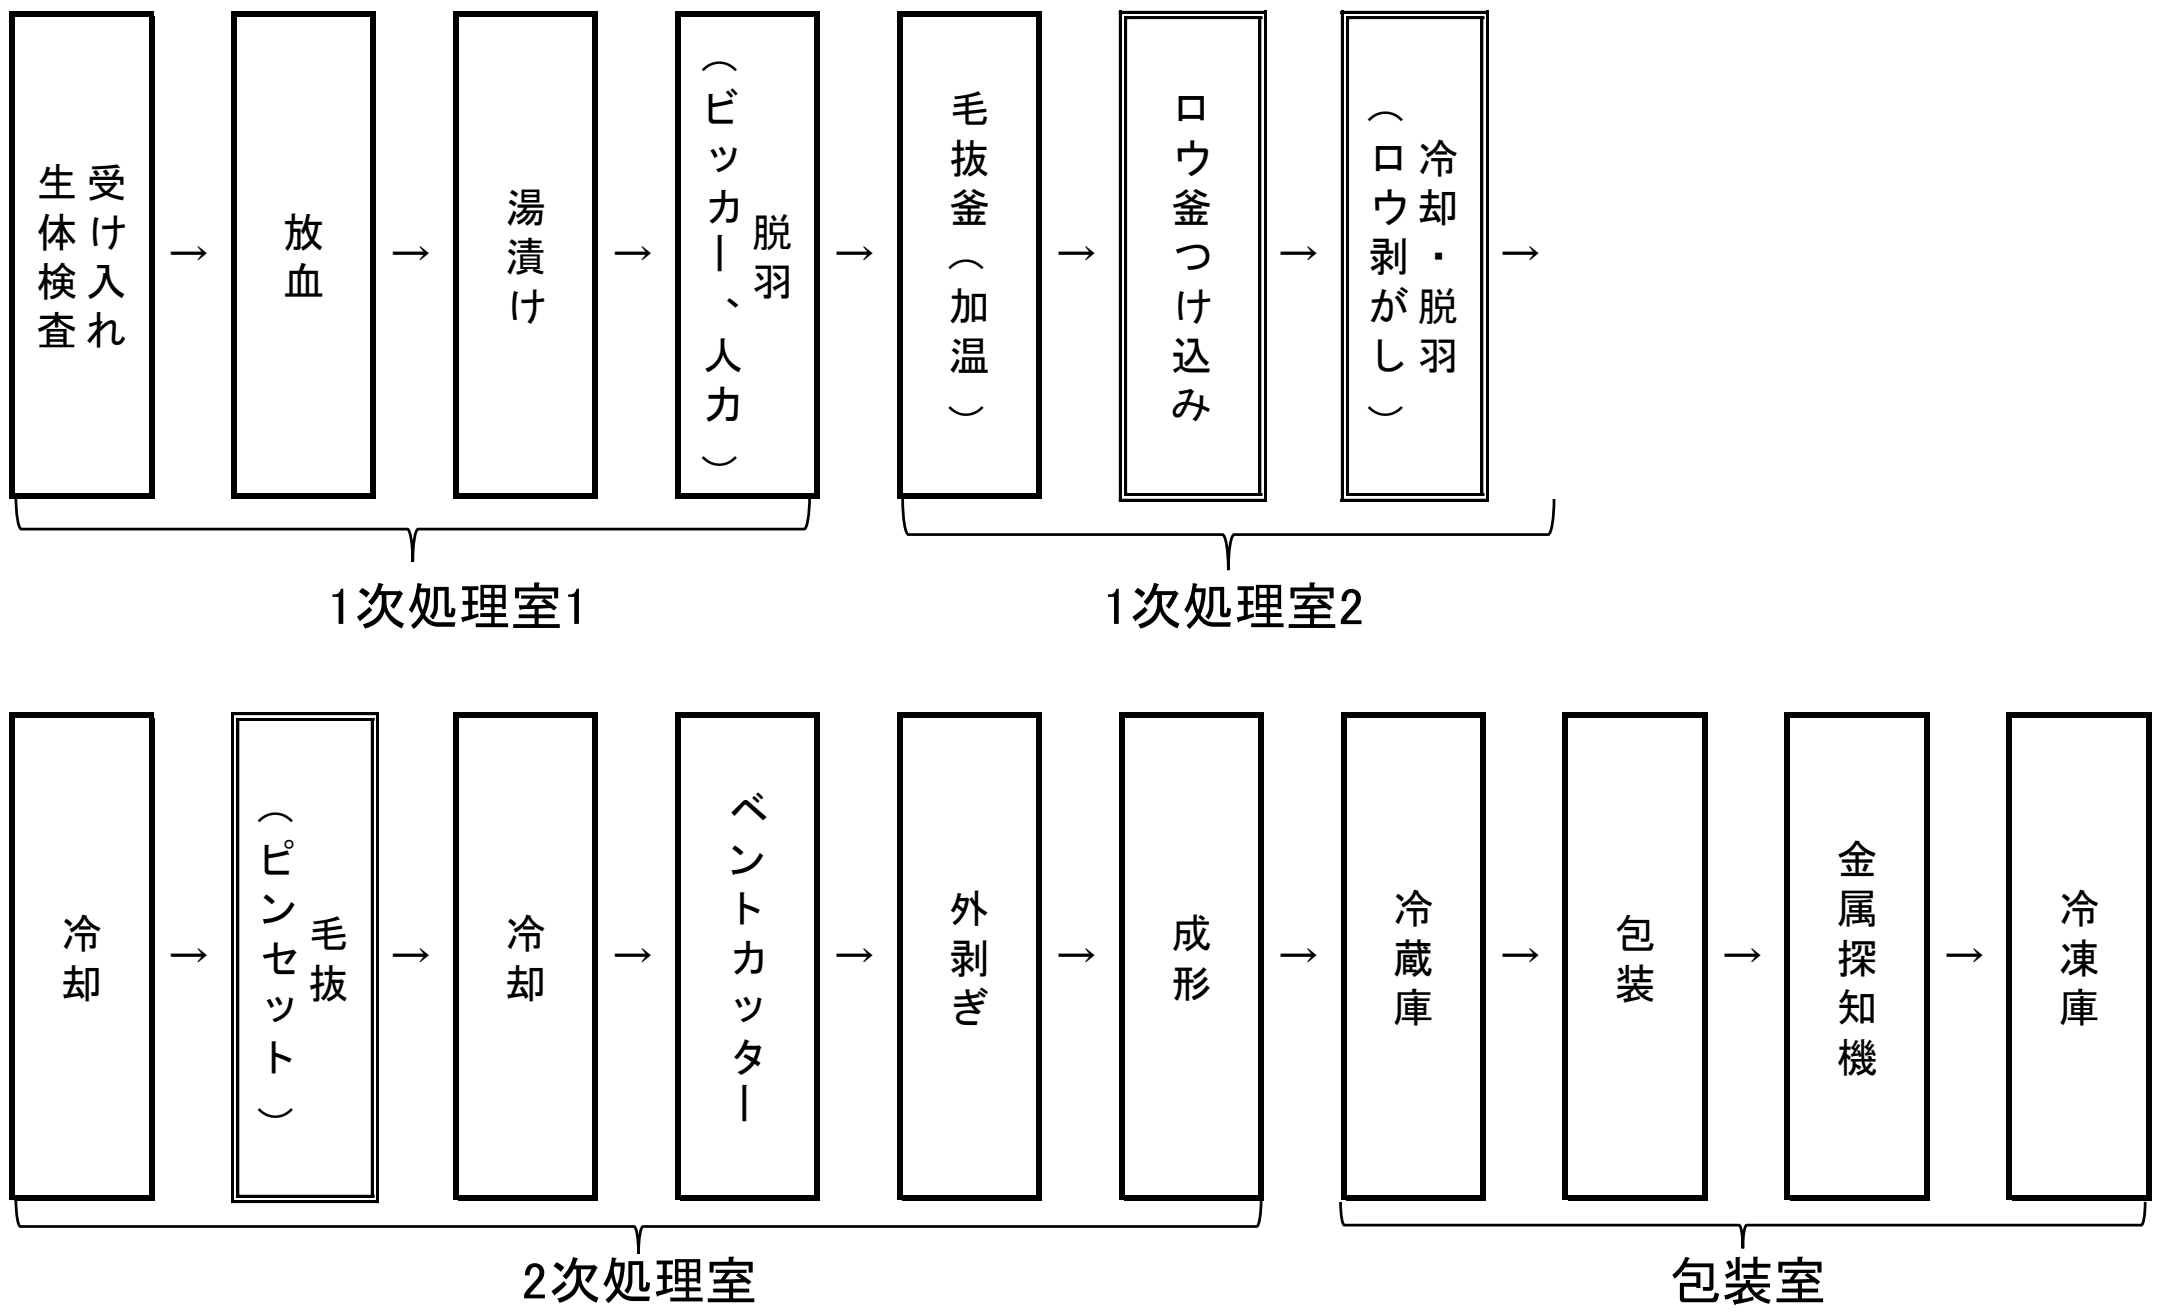 受け入れ
生体検査
→
放血
→
湯漬け
→
脱羽
（ビッカー、人力）
→
毛抜釜（加温）
→
ロウ釜つけ込み
→
冷却・脱羽
（ロウ剥がし）
→
1次処理室1
1次処理室2
冷却
→
毛抜
（ピンセット）
→
冷却
→
ベントカッター
→
外剥ぎ
→
成形
→
冷蔵庫
→
包装
→
金属探知機
→
冷凍庫
2次処理室
包装室